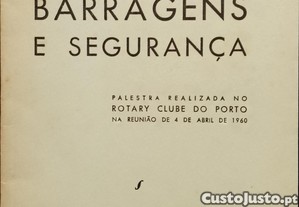 BARRAGENS
E SEGURANÇA
PALESTRA REALIZADA NO
ROTARY CLUBE DO PORTO
NA REUNIÃO DE 4 DE ABRIL DE 1960
CustoJusto.pt